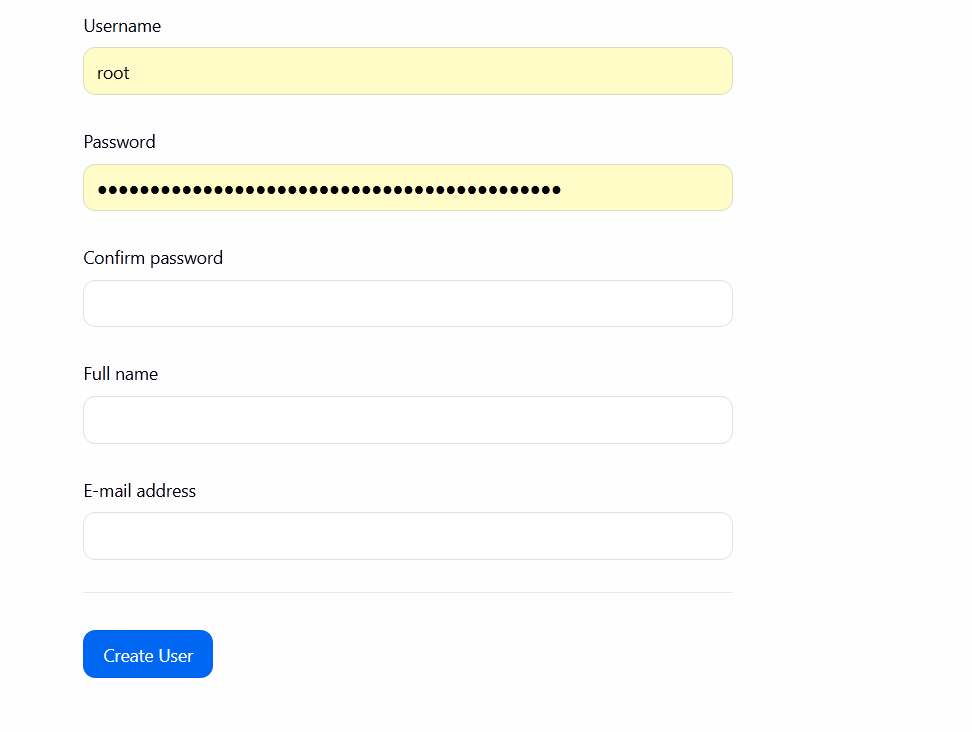 Username
root
Password
••••••••••••••••••••••••••••••••••••••••••••
Confirm password
Full name
E-mail address
Create User